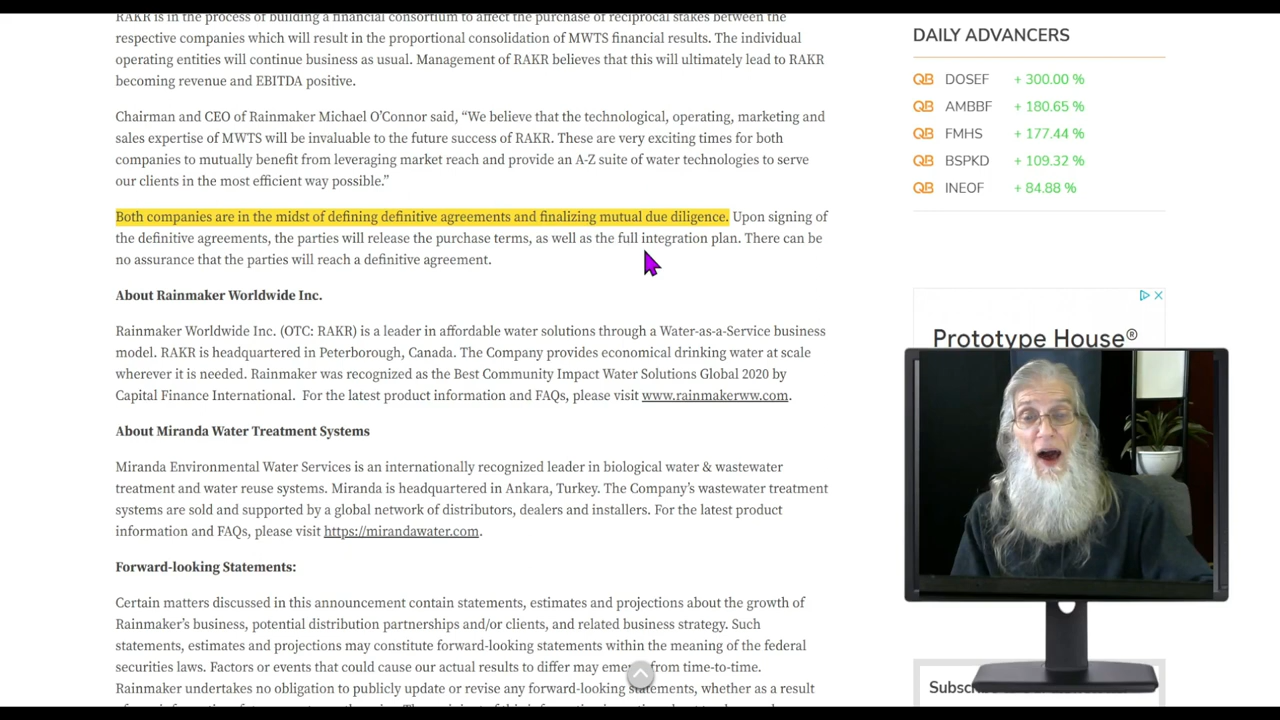 RAKR is in the process of building a financial consortium to affect the purchase of reciprocal stakes between the
respective companies which will result in the proportional consolidation of MWTS financial results. The individual
operating entities will continue business as usual. Management of RAKR believes that this will ultimately lead to RAKR
becoming revenue and EBITDA positive.
Chairman and CEO of Rainmaker Michael O’Connor said, “We believe that the technological, operating, marketing and
sales expertise of MWTS will be invaluable to the future success of RAKR. These are very exciting times for both
companies to mutually benefit from leveraging market reach and provide an A-Z suite of water technologies to serve
our clients in the most efficient way possible.”
Both companies are in the midst of defining definitive agreements and finalizing mutual due diligence. Upon signing of
the definitive agreements, the parties will release the purchase terms, as well as the full integration plan. There can be
no assurance that the parties will reach a definitive agreement.
About Rainmaker Worldwide Inc.
Rainmaker Worldwide Inc. (OTC: RAKR) is a leader in affordable water solutions through a Water-as-a-Service business
model. RAKR is headquartered in Peterborough, Canada. The Company provides economical drinking water at scale
wherever it is needed. Rainmaker was recognized as the Best Community Impact Water Solutions Global 2020 by
Capital Finance International. For the latest product information and FAQs, please visit www.rainmakerww.com.
About Miranda Water Treatment Systems
Miranda Environmental Water Services is an internationally recognized leader in biological water & wastewater
treatment and water reuse systems. Miranda is headquartered in Ankara, Turkey. The Company’s wastewater treatment
systems are sold and supported by a global network of distributors, dealers and installers. For the latest product
information and FAQs, please visit https://mirandawater.com.
Forward-looking Statements:
Certain matters discussed in this announcement contain statements, estimates and projections about the growth of
Rainmaker’s business, potential distribution partnerships and/or clients, and related business strategy. Such
statements, estimates and projections may constitute forward-looking statements within the meaning of the federal
securities laws. Factors or events that could cause our actual results to differ may emerge from time-to-time.
Rainmaker undertakes no obligation to publicly update or revise any forward-looking statements, whether as a result
DAILY ADVANCERS
QB DOSEF + 300.00 %
QB AMBBF + 180.65 %
QB FMHS + 177.44 %
QB BSPKD + 109.32 %
QB INEOF + 84.88 %
Prototype House®